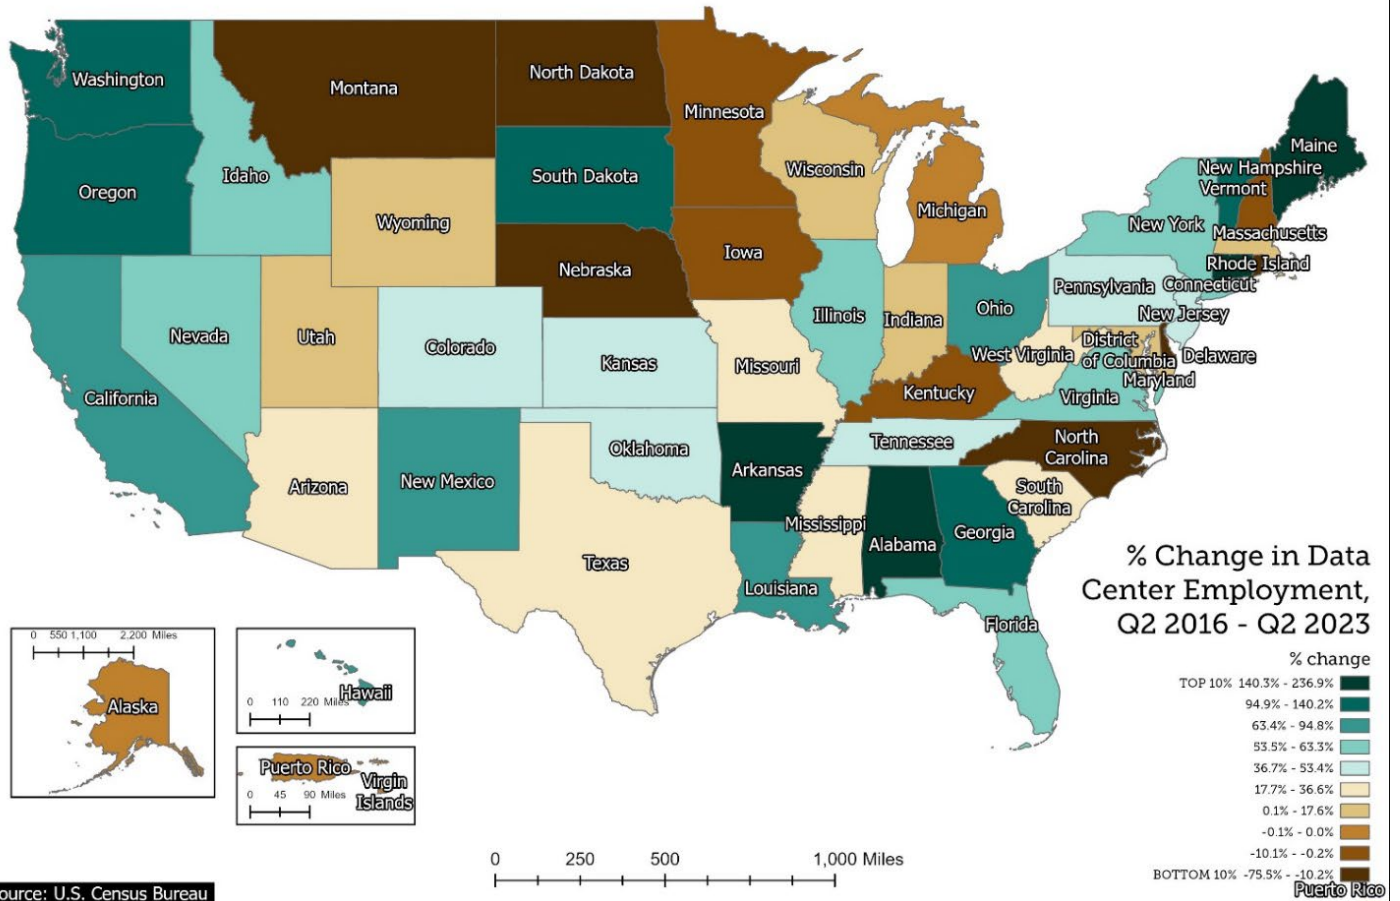 Washington
Montana
North Dakota
Minnesota
Maine
Oregon
Idaho
South Dakota
Wisconsin
New Hampshire
Vermont
Wyoming
Michigan
New York
Massachusetts
Nebraska
Iowa
Rhode Island
Pennsylvania
Connecticut
Nevada
Utah
Colorado
Illinois
Indiana
Ohio
New Jersey
Kansas
Missouri
West Virginia
District
of Columbia
Delaware
Maryland
California
Kentucky
Virginia
Oklahoma
Tennessee
North
Carolina
Arizona
New Mexico
Arkansas
South
Carolina
Texas
Mississippi
Alabama
Georgia
Louisiana
Florida
% Change in Data
Center Employment,
Q2 2016 - Q2 2023
% change
TOP 10% 140.3% - 236.9%
94.9% - 140.2%
63.4% - 94.8%
53.5% - 63.3%
36.7% - 53.4%
17.7% - 36.6%
0.1% - 17.6%
-0.1% - 0.0%
-10.1% - -0.2%
BOTTOM 10% -75.5% - -10.2%
Puerto Rico
0 550 1,100 2,200 Miles
Alaska
Hawaii
0 110 220 Miles
Puerto Rico
Virgin
Islands
0 45 90 Miles
0 250 500 1,000 Miles
ource: U.S. Census Bureau